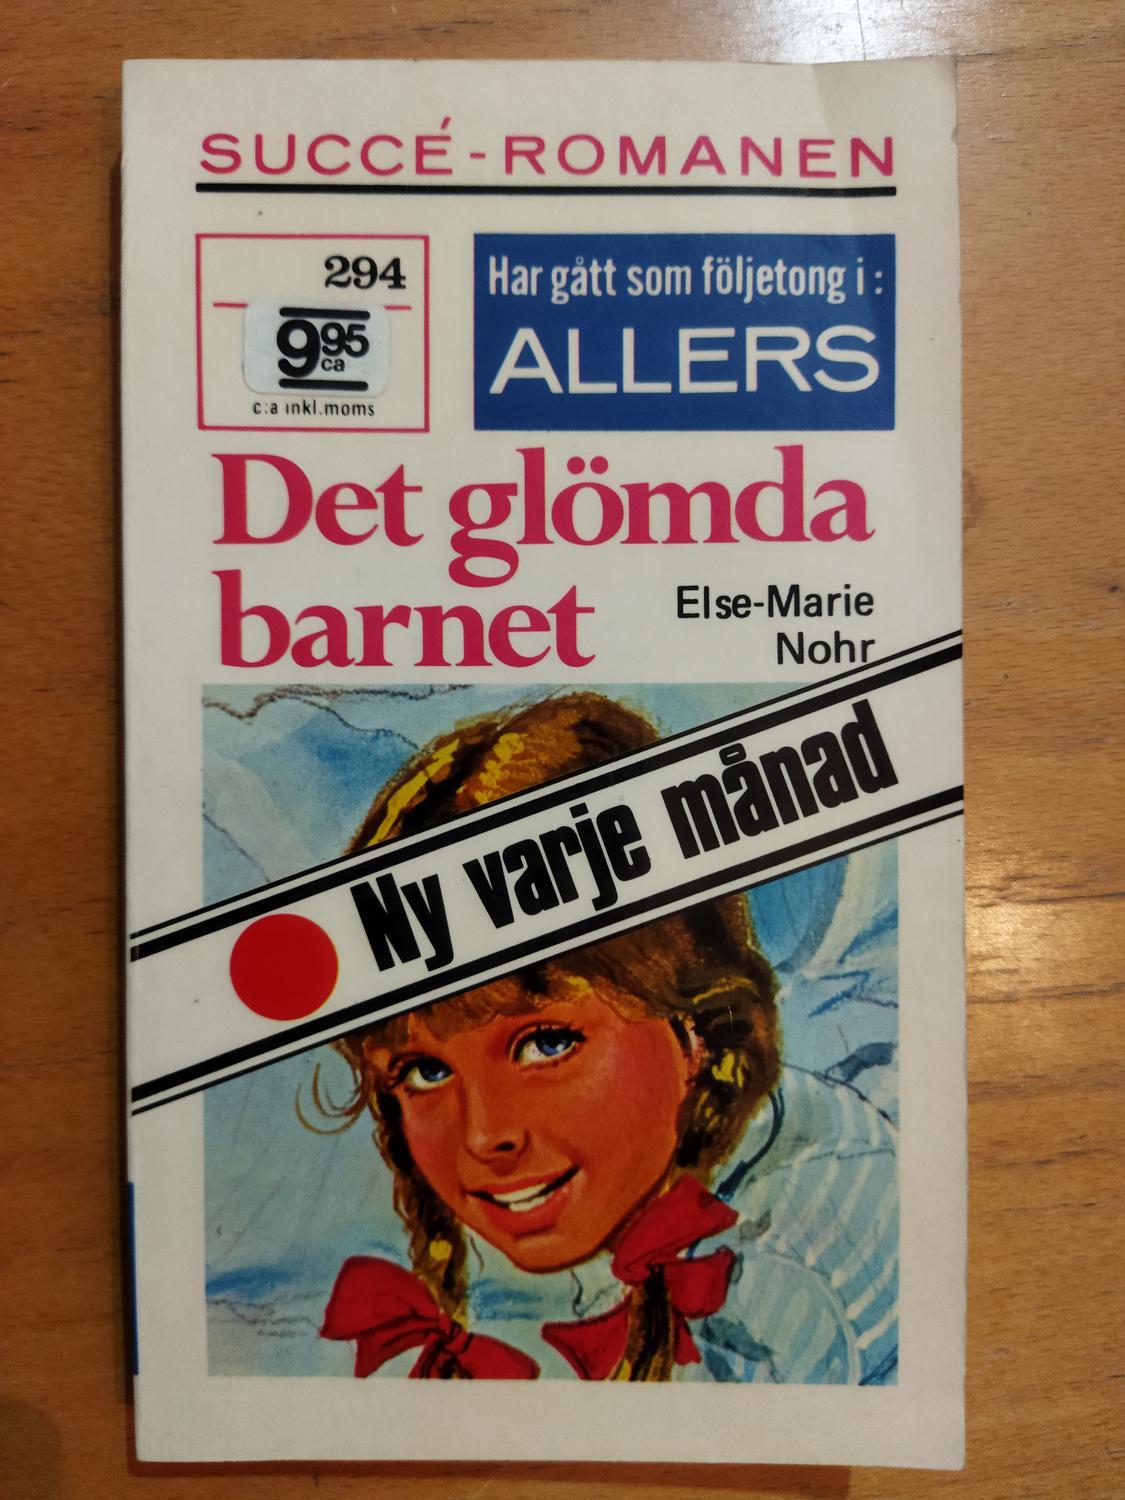 SUCCÉ-ROMANEN
294
9 95
ca
c:a inkl.moms
Har gått som följetong i:
ALLERS
Det glömda
barnet
Else-Marie
Nohr
Ny varje månad